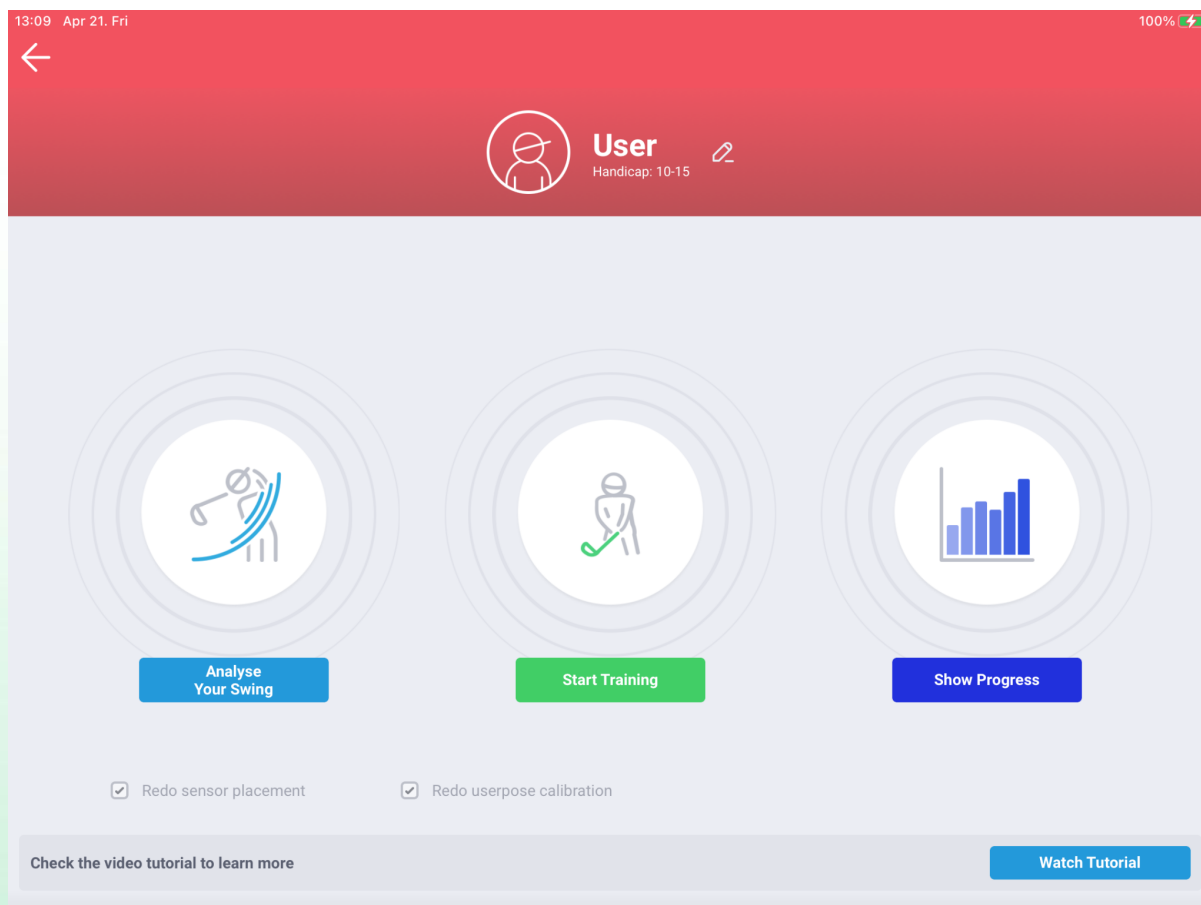 13:09 Apr 21. Fri
100%
User
Handicap: 10-15
Analyse
Your Swing
Start Training
Show Progress
Redo sensor placement
Redo userpose calibration
Check the video tutorial to learn more
Watch Tutorial